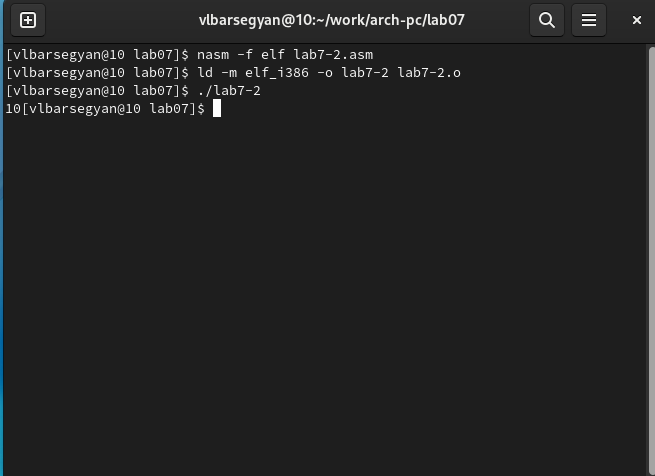 vlbarsegyan@10:~/work/arch-pc/lab07
[vlbarsegyan@10 lab07]$ nasm -f elf lab7-2.asm
[vlbarsegyan@10 lab07]$ ld -m elf_i386 -o lab7-2 lab7-2.o
[vlbarsegyan@10 lab07]$ ./lab7-2
10[vlbarsegyan@10 lab07]$